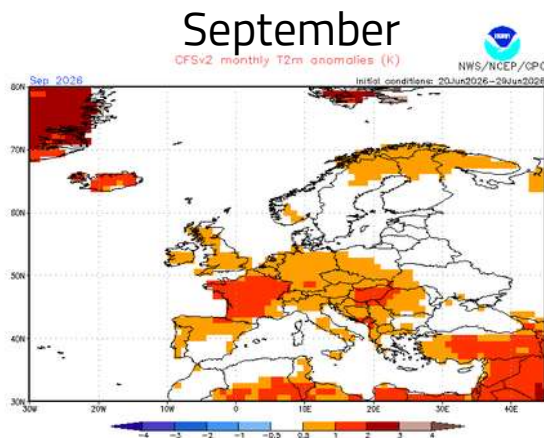 September
CFSv2 monthly T2m anomalies (K)
NWS/NCEP/CPC
Sep 2026
Initial conditions: 20Jun2026-29Jun2026
80N
70N
60N
50N
40N
30N
30W 20W 10W 0 10E 20E 30E 40E
-4 -3 -2 -1 -0.5 0.5 1 2 3 4